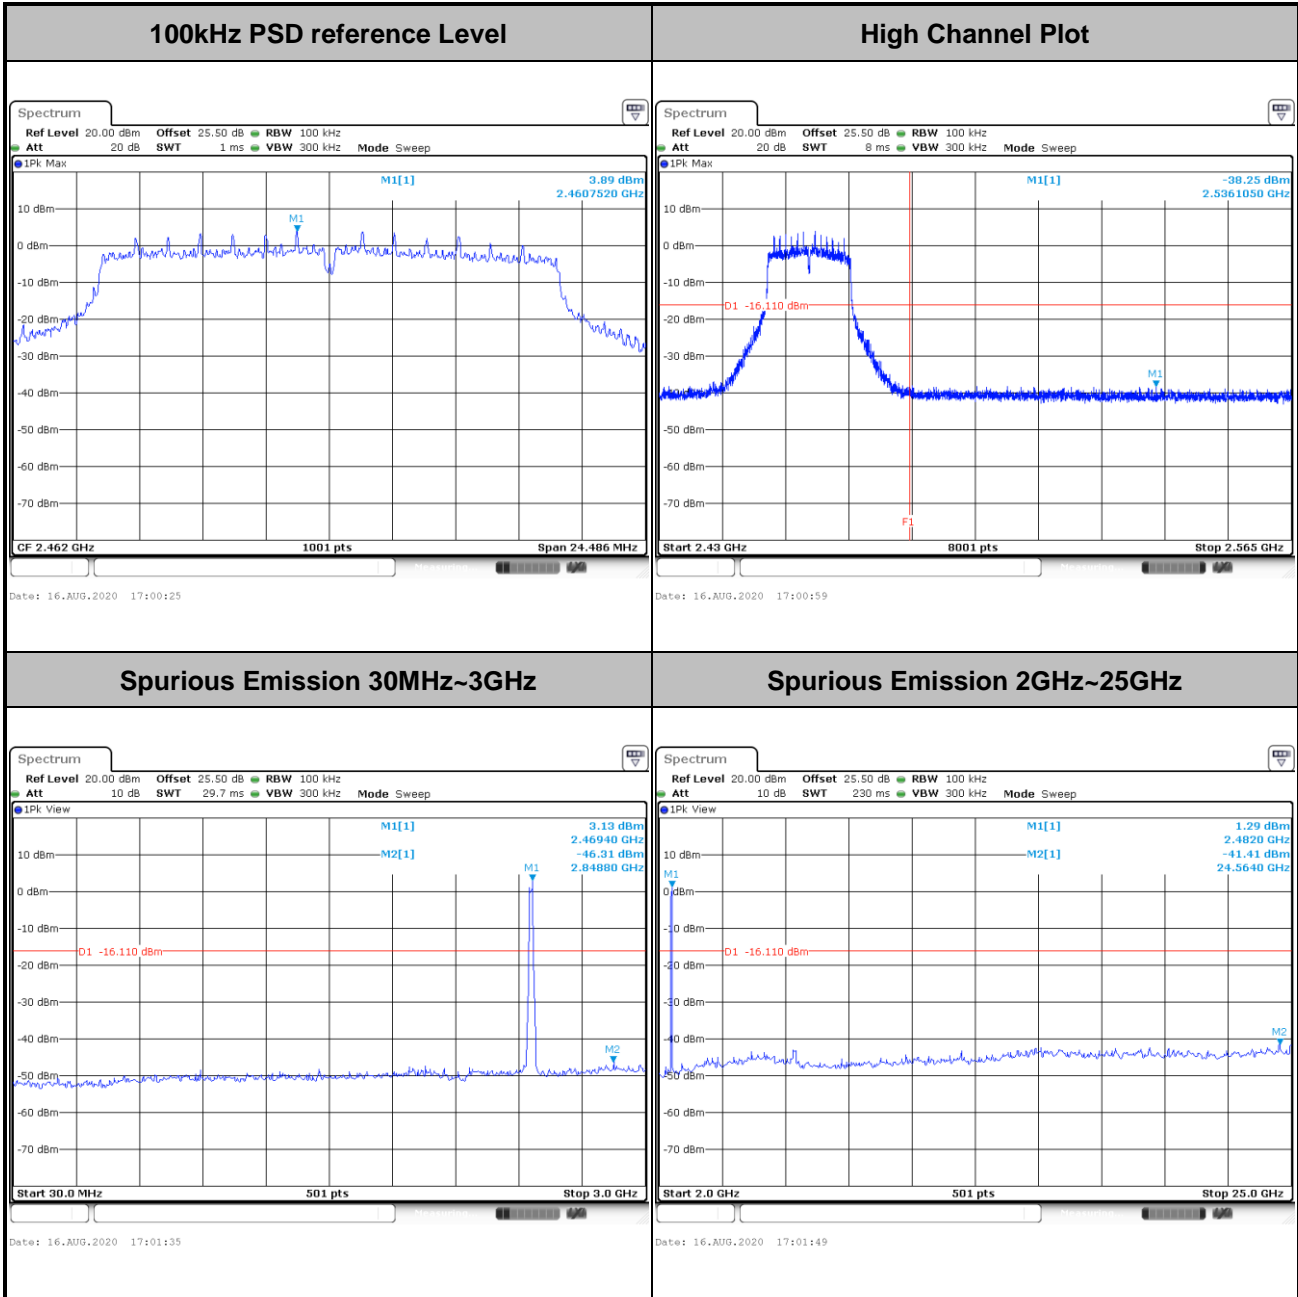 100kHz PSD reference Level
Spectrum
Ref Level 20.00 dBm Offset 25.50 dB RBW 100 kHz
Att 20 dB SWT 1 ms VBW 300 kHz Mode Sweep
1Pk Max
M1[1] 3.89 dBm
2.4607520 GHz
M1
10 dBm
0 dBm
-10 dBm
-20 dBm
-30 dBm
-40 dBm
-50 dBm
-60 dBm
-70 dBm
CF 2.462 GHz 1001 pts Span 24.486 MHz
Measuring
Date: 16.AUG.2020 17:00:25
High Channel Plot
Spectrum
Ref Level 20.00 dBm Offset 25.50 dB RBW 100 kHz
Att 20 dB SWT 8 ms VBW 300 kHz Mode Sweep
1Pk Max
M1[1] -38.25 dBm
2.5361050 GHz
10 dBm
0 dBm
-10 dBm
D1 -16.110 dBm
-20 dBm
-30 dBm
M1
-40 dBm
-50 dBm
-60 dBm
-70 dBm
F1
Start 2.43 GHz 8001 pts Stop 2.565 GHz
Measuring
Date: 16.AUG.2020 17:00:59
Spurious Emission 30MHz~3GHz
Spectrum
Ref Level 20.00 dBm Offset 25.50 dB RBW 100 kHz
Att 10 dB SWT 29.7 ms VBW 300 kHz Mode Sweep
1Pk View
M1[1] 3.13 dBm
2.46940 GHz
M2[1] -46.31 dBm
2.84880 GHz
M1
10 dBm
0 dBm
-10 dBm
D1 -16.110 dBm
-20 dBm
-30 dBm
-40 dBm
M2
-50 dBm
-60 dBm
-70 dBm
Start 30.0 MHz 501 pts Stop 3.0 GHz
Measuring
Date: 16.AUG.2020 17:01:35
Spurious Emission 2GHz~25GHz
Spectrum
Ref Level 20.00 dBm Offset 25.50 dB RBW 100 kHz
Att 10 dB SWT 230 ms VBW 300 kHz Mode Sweep
1Pk View
M1[1] 1.29 dBm
2.4820 GHz
M2[1] -41.41 dBm
24.5640 GHz
10 dBm
M1
0 dBm
-10 dBm
D1 -16.110 dBm
-20 dBm
-30 dBm
M2
-40 dBm
-50 dBm
-60 dBm
-70 dBm
Start 2.0 GHz 501 pts Stop 25.0 GHz
Measuring
Date: 16.AUG.2020 17:01:49